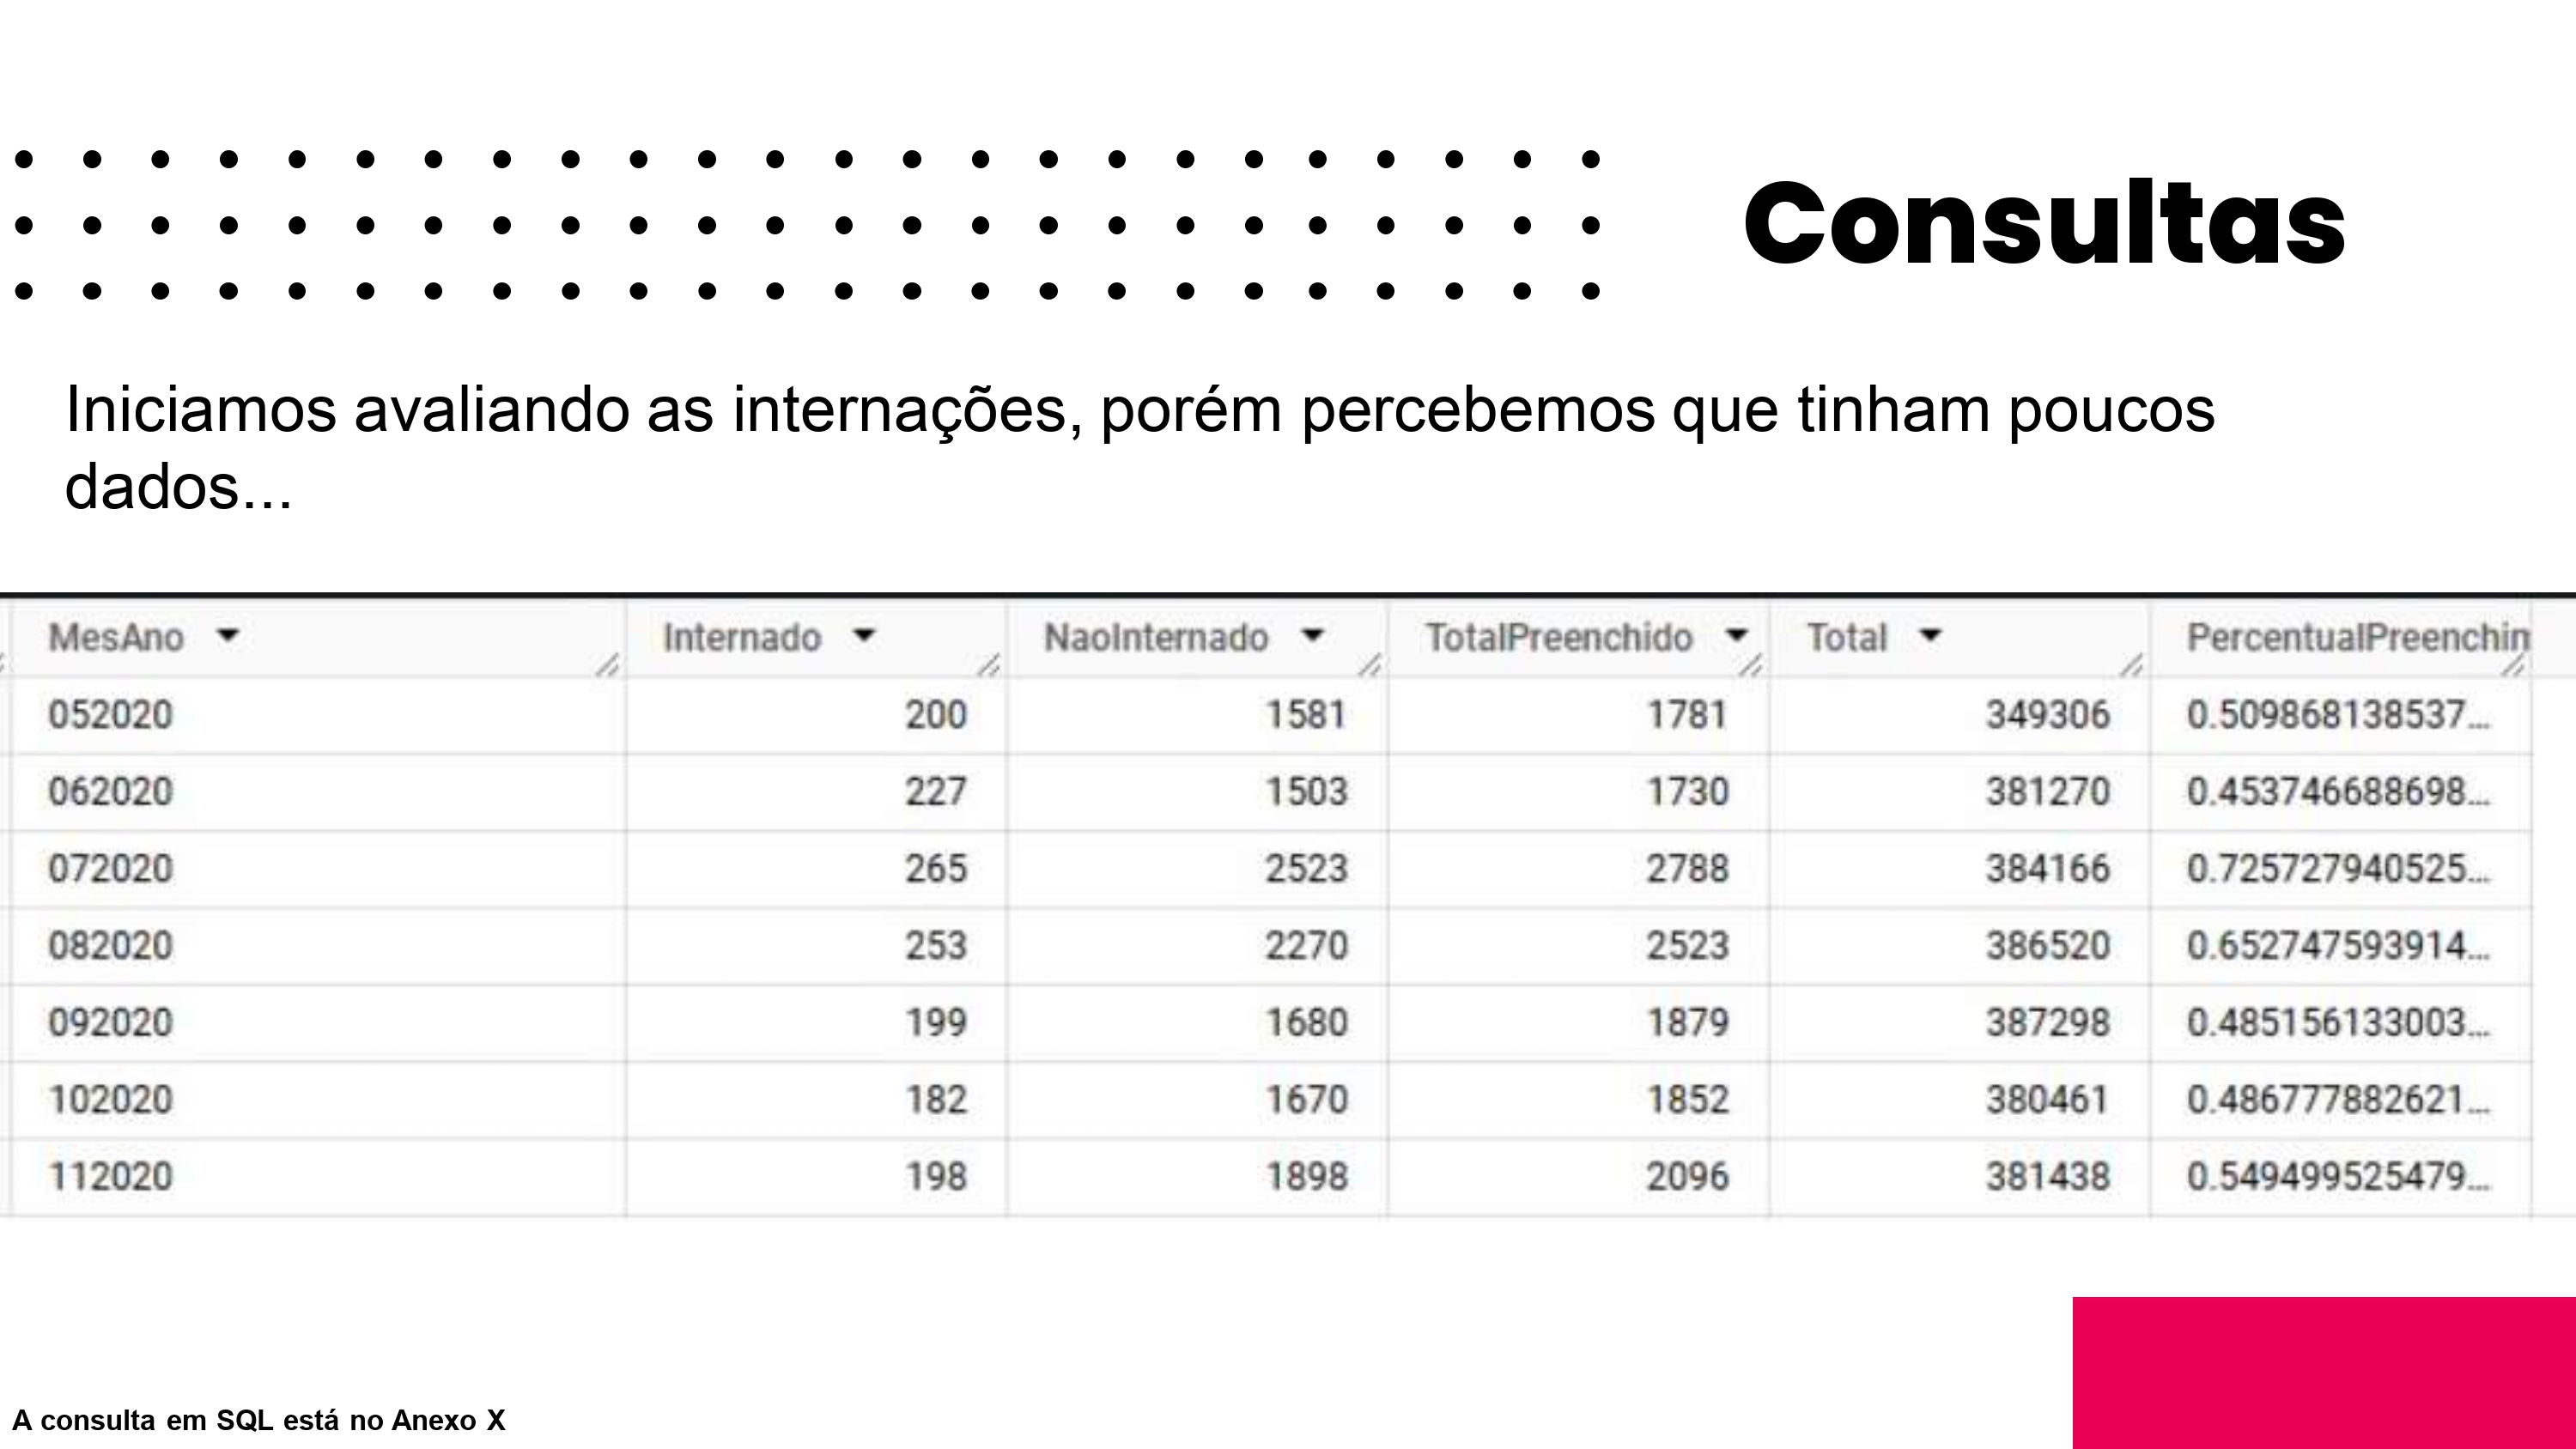 Consultas
Iniciamos avaliando as internações, porém percebemos que tinham poucos
dados...
MesAno Internado NaoInternado TotalPreenchido Total PercentualPreenchin
052020 200 1581 1781 349306 0.509868138537...
062020 227 1503 1730 381270 0.453746688698...
072020 265 2523 2788 384166 0.725727940525...
082020 253 2270 2523 386520 0.652747593914...
092020 199 1680 1879 387298 0.485156133003...
102020 182 1670 1852 380461 0.486777882621...
112020 198 1898 2096 381438 0.549499525479...
A consulta em SQL está no Anexo X